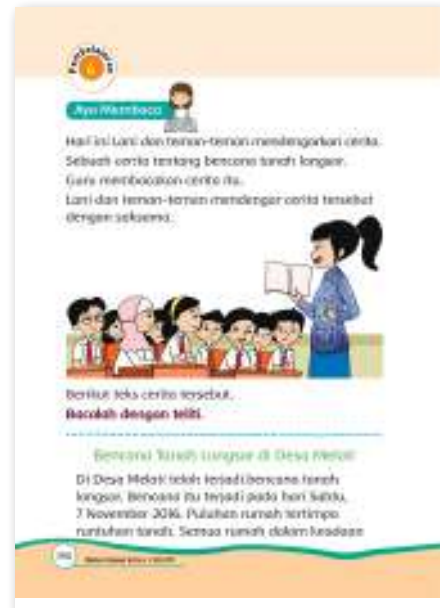 Pembelajaran
6
Ayo Membaca
Hari ini Lani dan teman-teman mendengarkan cerita.
Sebuah cerita tentang bencana tanah longsor.
Guru membacakan cerita itu.
Lani dan teman-teman mendengar cerita tersebut
dengan saksama.
Berikut teks cerita tersebut.
Bacalah dengan teliti.
Bencana Tanah Longsor di Desa Melati
Di Desa Melati telah terjadi bencana tanah
longsor. Bencana itu terjadi pada hari Sabtu,
7 November 2016. Puluhan rumah tertimpa
runtuhan tanah. Semua rumah dalam keadaan